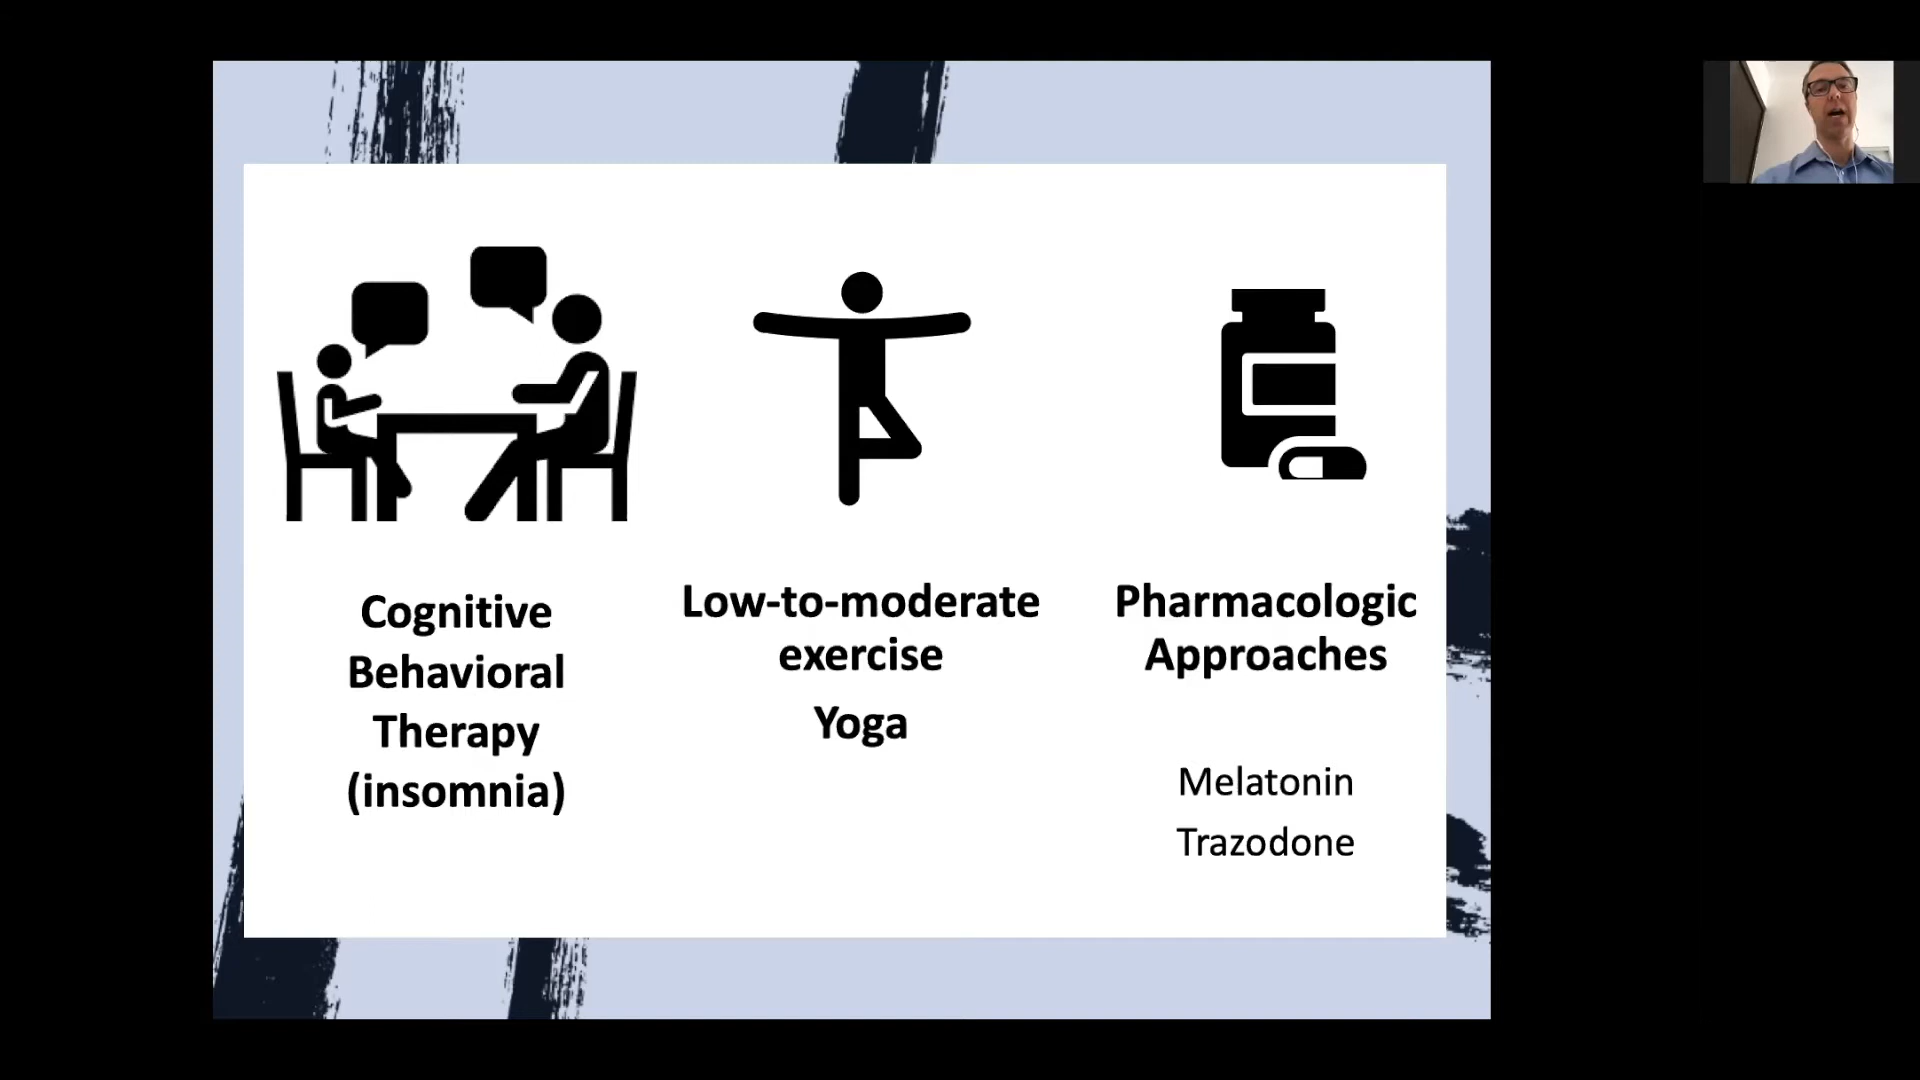 Cognitive
Behavioral
Therapy
(insomnia)
Low-to-moderate
exercise
Yoga
Pharmacologic
Approaches
Melatonin
Trazodone